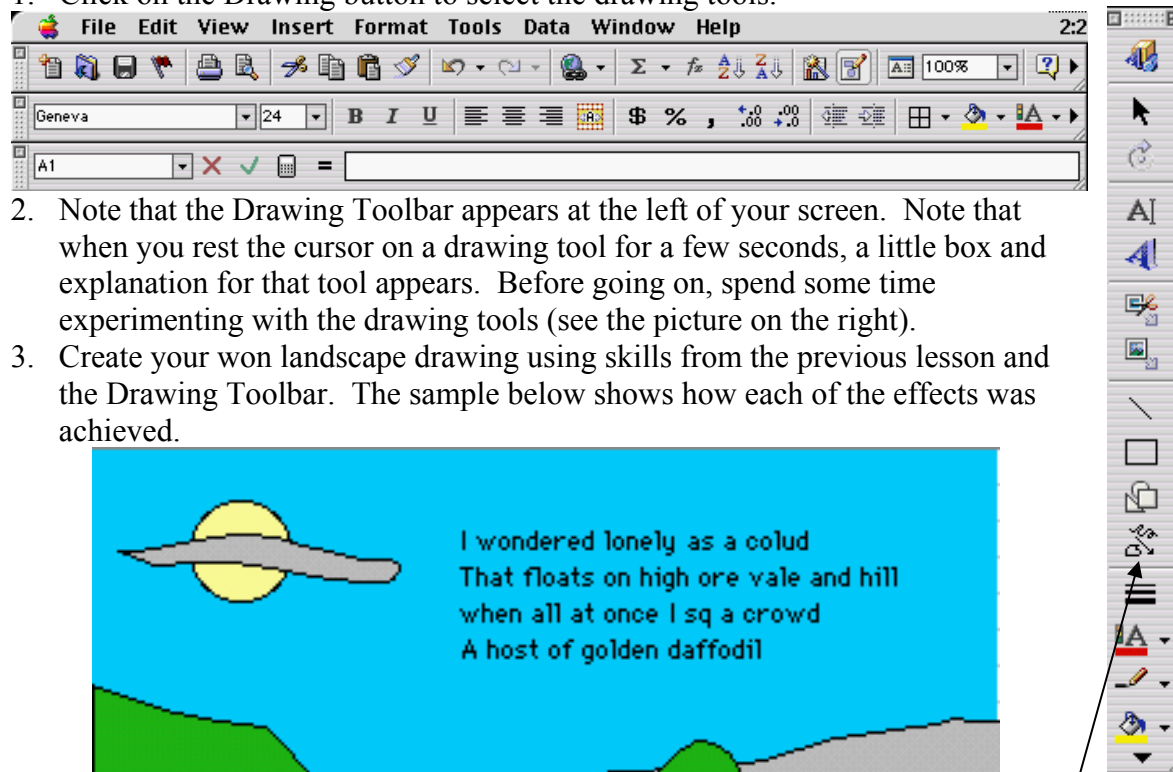 1. Click on the Drawing button to select the drawing tools.
File Edit View Insert Format Tools Data Window Help 2:2
100%
Geneva 24 B I U $ % ,
A1 =
2. Note that the Drawing Toolbar appears at the left of your screen. Note that
when you rest the cursor on a drawing tool for a few seconds, a little box and
explanation for that tool appears. Before going on, spend some time
experimenting with the drawing tools (see the picture on the right).
3. Create your won landscape drawing using skills from the previous lesson and
the Drawing Toolbar. The sample below shows how each of the effects was
achieved.
I wondered lonely as a colud
That floats on high ore vale and hill
when all at once I sq a crowd
A host of golden daffodil